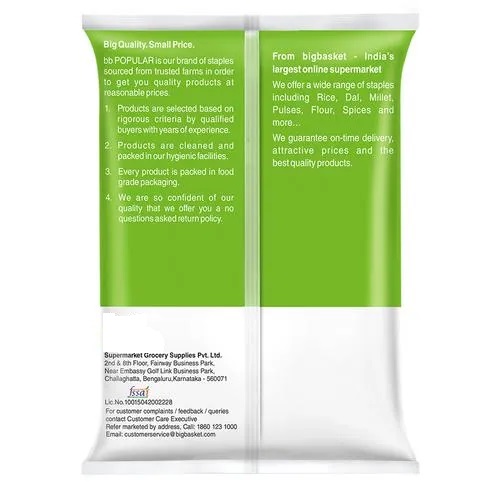 Big Quality. Small Price.
bb POPULAR is our brand of staples
sourced from trusted farms in order
to get you quality products at
reasonable prices.
1. Products are selected based on
rigorous criteria by qualified
buyers with years of experience.
2. Products are cleaned and
packed in our hygienic facilities.
3. Every product is packed in food
grade packaging.
4. We are so confident of our
quality that we offer you a no
questions asked return policy.
From bigbasket - India's
largest online supermarket
We offer a wide range of staples
including Rice, Dal, Millet,
Pulses, Flour, Spices and
more...
We guarantee on-time delivery,
attractive prices and the
best quality products.
Supermarket Grocery Supplies Pvt. Ltd.
2nd & 8th Floor, Fairway Business Park,
Near Embassy Golf Link Business Park,
Challaghatta, Bengaluru,Karnataka - 560071
fssai
Lic.No.10015042002228
For customer complaints / feedback / queries
contact Customer Care Executive
Refer marketed by address, Call: 1860 123 1000
Email: customerservice@bigbasket.com